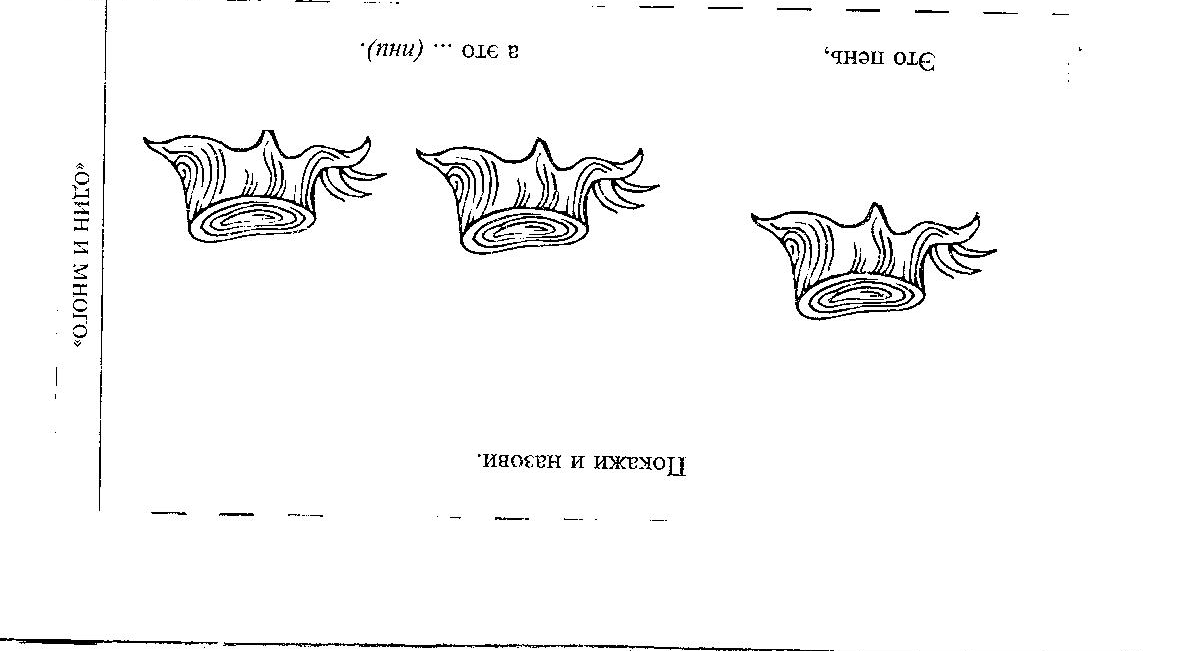 «ОДИН И МНОГО»
Покажи и назови.
Это пень,
а это ... (пни).